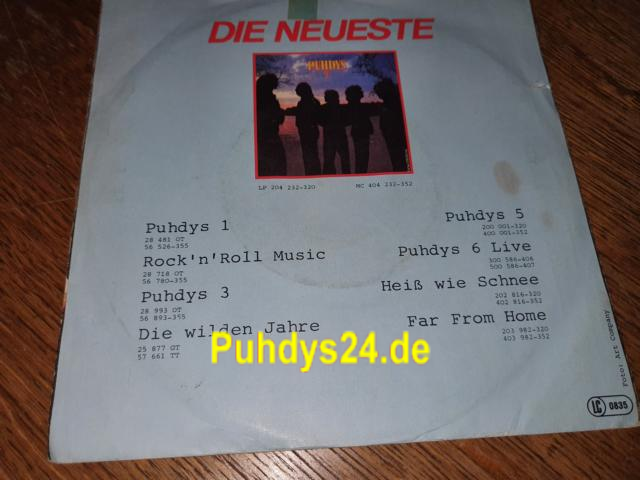 DIE NEUESTE
PUHDYS
LP 204 232-320
MC 404 232-352
Puhdys 1
28 481 OT
56 526-355
Rock'n'Roll Music
28 718 OT
56 780-355
Puhdys 3
28 993 OT
56 893-355
Die wilden Jahre
25 877 OT
57 661 TT
Puhdys 5
200 001-320
400 001-352
Puhdys 6 Live
300 586-406
500 586-407
Heiß wie Schnee
202 816-320
402 816-352
Far From Home
203 982-320
403 982-352
Puhdys24.de
Foto: Art Company
LC 0835